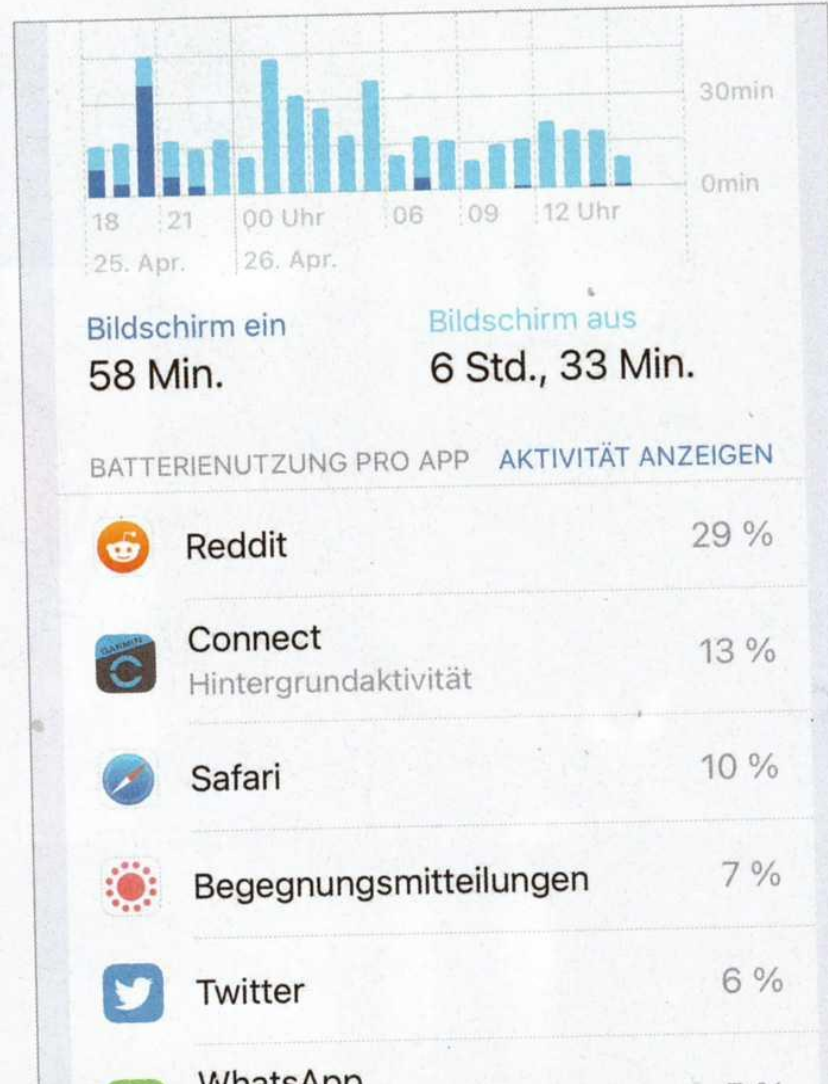 30min
0min
18 21 00 Uhr 06 09 12 Uhr
25. Apr. 26. Apr.
Bildschirm ein Bildschirm aus
58 Min. 6 Std., 33 Min.
BATTERIENUTZUNG PRO APP AKTIVITÄT ANZEIGEN
Reddit 29 %
GARMIN
Connect 13 %
Hintergrundaktivität
Safari 10 %
Begegnungsmitteilungen 7 %
Twitter 6 %
WhatsApp